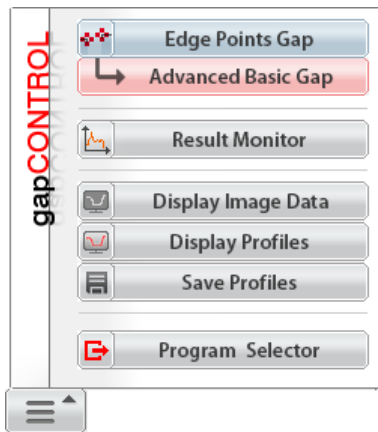 gapCONTROL
Edge Points Gap
Advanced Basic Gap
Result Monitor
Display Image Data
Display Profiles
Save Profiles
Program Selector